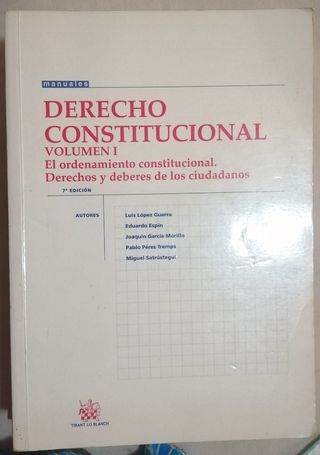 manuales
DERECHO
CONSTITUCIONAL
VOLUMEN I
El ordenamiento constitucional.
Derechos y deberes de los ciudadanos
7ª EDICIÓN
AUTORES
Luis López Guerra
Eduardo Espín
Joaquín García Morillo
Pablo Pérez Tremps
Miguel Satrústegui
TIRANT LO BLANCH